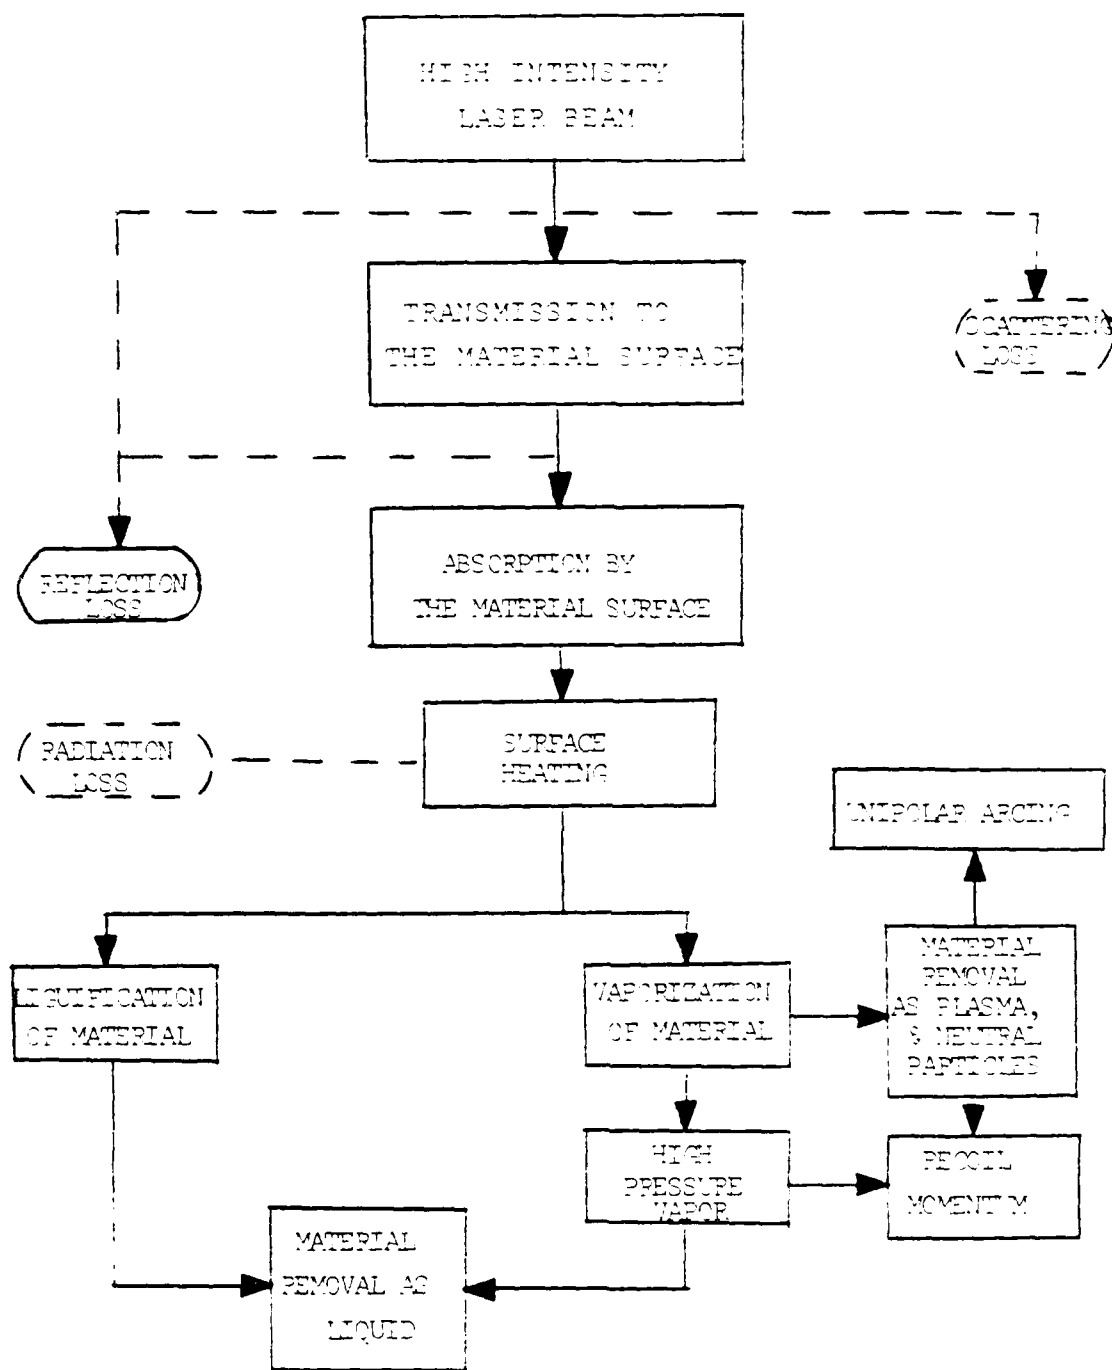 HIGH INTENSITY
LASER BEAM
TRANSMISSION TO
THE MATERIAL SURFACE
SCATTERING
LOSS
ABSORPTION BY
THE MATERIAL SURFACE
REFLECTION
LOSS
SURFACE
HEATING
RADIATION
LOSS
UNIPOLAR ARCING
LIGUIFICATION
OF MATERIAL
VAPORIZATION
OF MATERIAL
MATERIAL
REMOVAL
AS PLASMA,
& NEUTRAL
PARTICLES
HIGH
PRESSURE
VAPOR
RECOIL
MOMENTUM
MATERIAL
REMOVAL AS
LIQUID